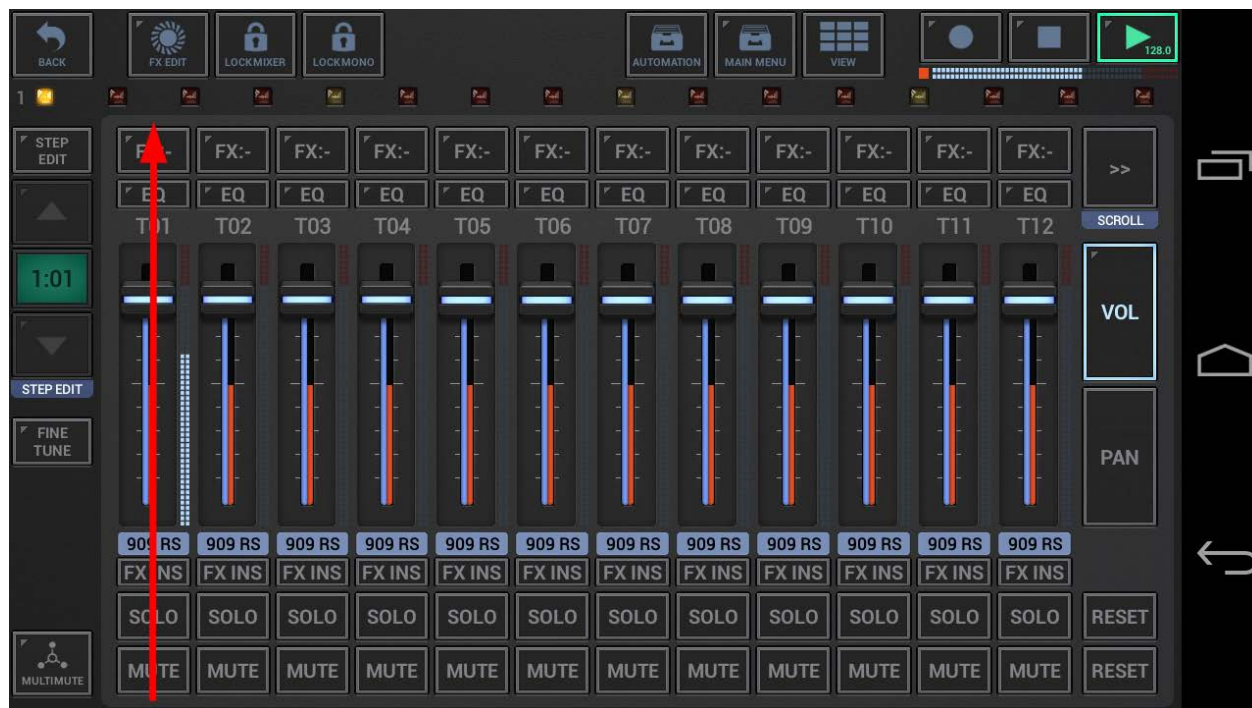 BACK FX EDIT LOCKMIXER LOCKMONO AUTOMATION MAIN MENU VIEW 128.0
1
STEP EDIT FX:- FX:- FX:- FX:- FX:- FX:- FX:- FX:- FX:- FX:- FX:- >>
EQ EQ EQ EQ EQ EQ EQ EQ EQ EQ EQ EQ
T01 T02 T03 T04 T05 T06 T07 T08 T09 T10 T11 T12 SCROLL
1:01
VOL
STEP EDIT
FINE TUNE
PAN
909 RS 909 RS 909 RS 909 RS 909 RS 909 RS 909 RS 909 RS 909 RS 909 RS 909 RS 909 RS
FX INS FX INS FX INS FX INS FX INS FX INS FX INS FX INS FX INS FX INS FX INS FX INS
SOLO SOLO SOLO SOLO SOLO SOLO SOLO SOLO SOLO SOLO SOLO SOLO RESET
MULTIMUTE MUTE MUTE MUTE MUTE MUTE MUTE MUTE MUTE MUTE MUTE MUTE MUTE RESET